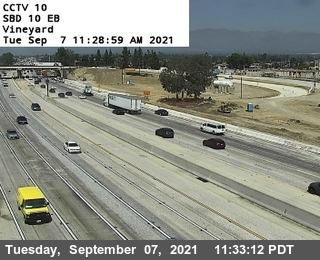 CCTV 10
SBD 10 EB
Vineyard
Tue Sep  7 11:28:59 AM 2021
Tuesday, September 07, 2021 11:33:12 PDT